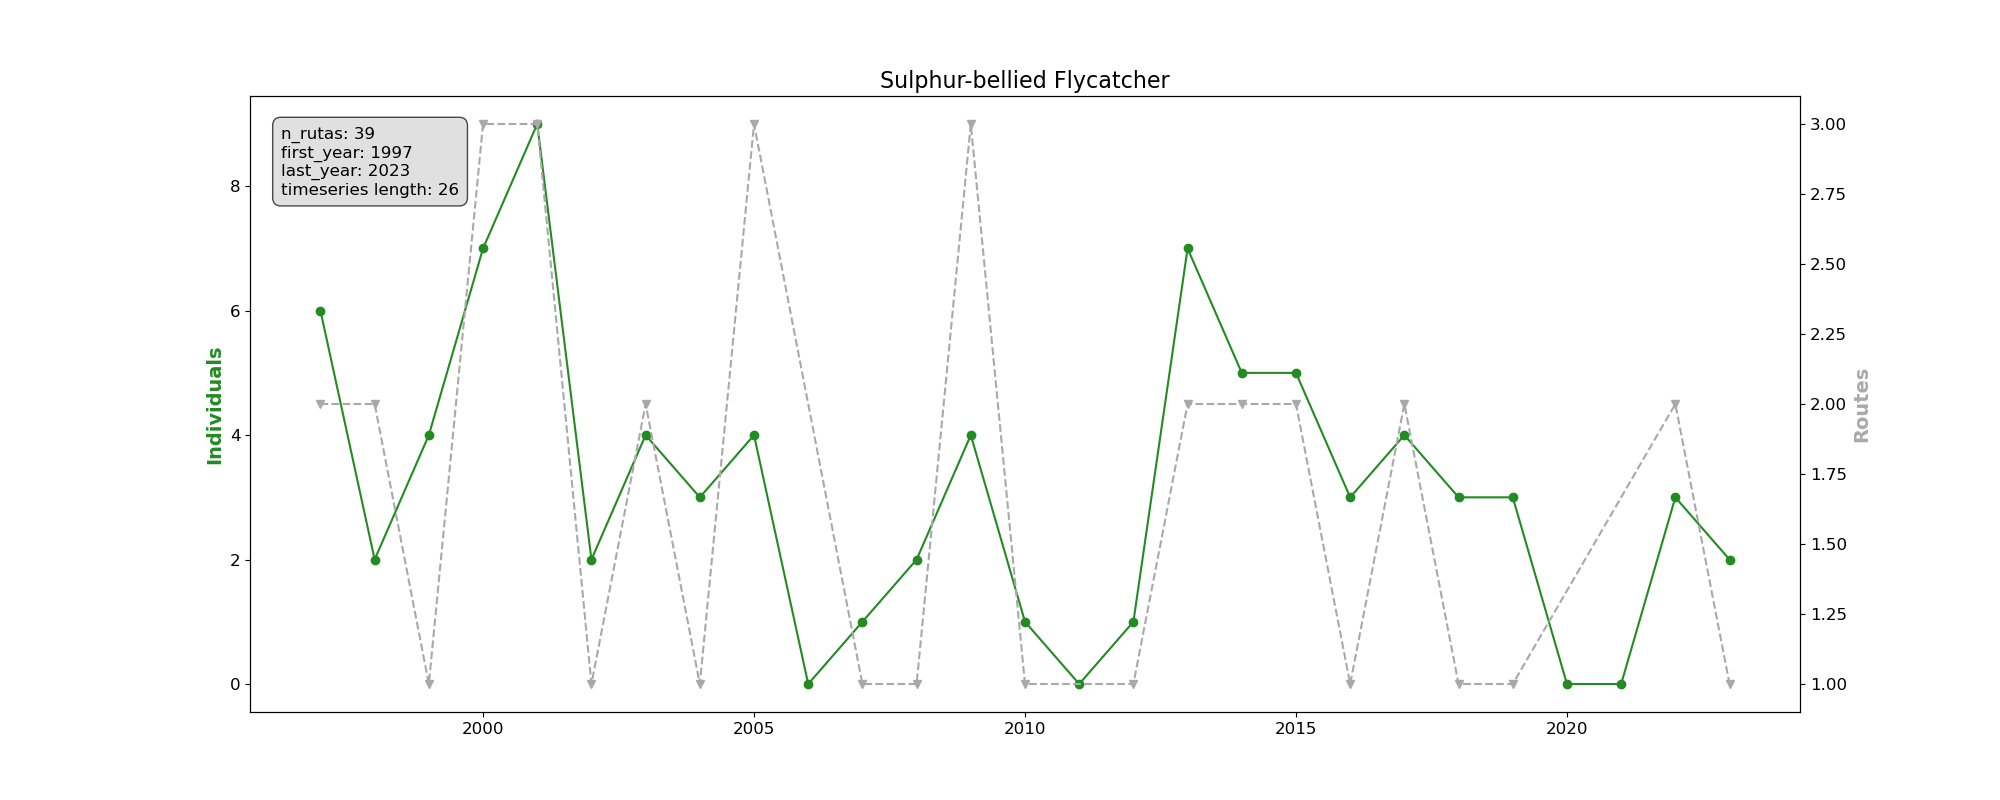 Sulphur-bellied Flycatcher
n_rutas: 39
first_year: 1997
last_year: 2023
timeseries length: 26
Individuals
8
6
4
2
0
3.00
2.75
2.50
2.25
2.00
1.75
1.50
1.25
1.00
Routes
2000
2005
2010
2015
2020